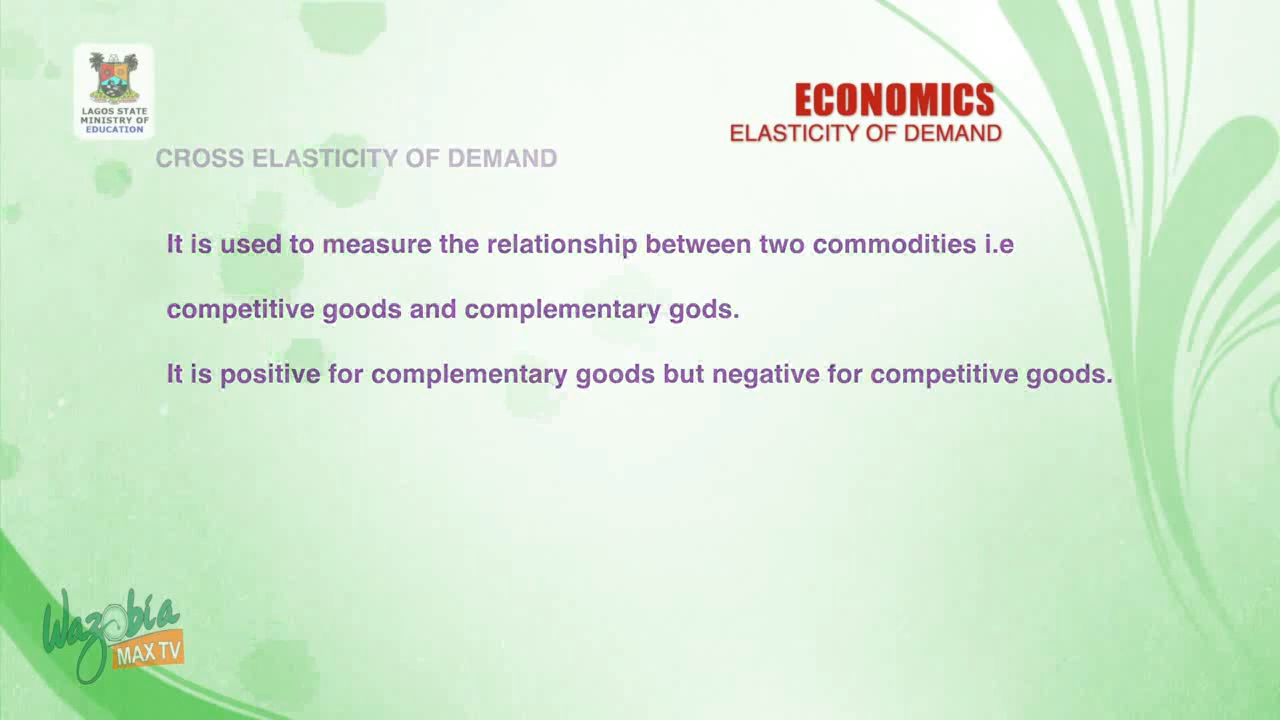 LAGOS STATE
MINISTRY OF
EDUCATION
ECONOMICS
ELASTICITY OF DEMAND
CROSS ELASTICITY OF DEMAND
It is used to measure the relationship between two commodities i.e
competitive goods and complementary gods.
It is positive for complementary goods but negative for competitive goods.
Wazobia
MAX TV